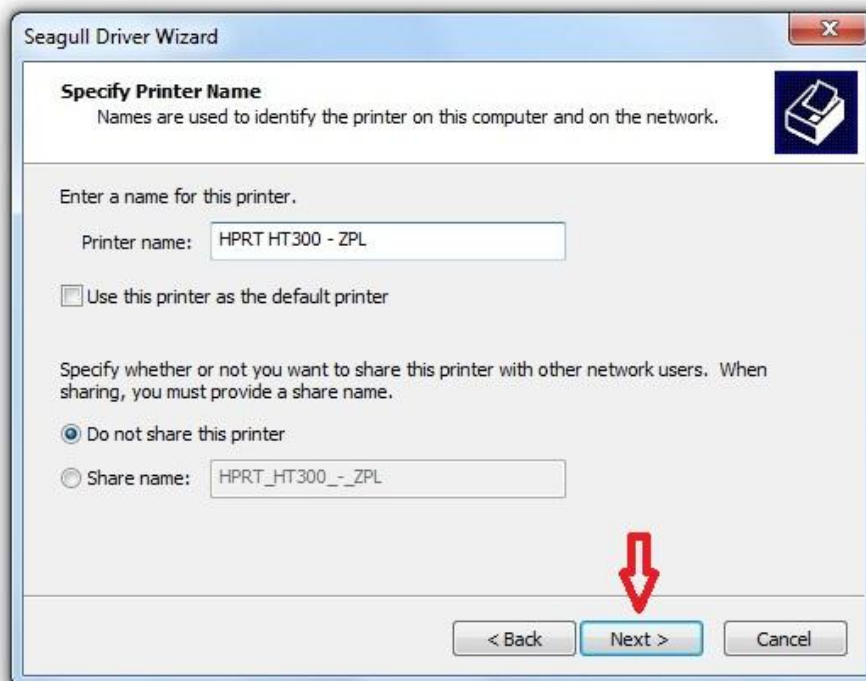 Seagull Driver Wizard
Specify Printer Name
Names are used to identify the printer on this computer and on the network.
Enter a name for this printer.
Printer name: HPRT HT300 - ZPL
Use this printer as the default printer
Specify whether or not you want to share this printer with other network users.  When
sharing, you must provide a share name.
Do not share this printer
Share name: HPRT_HT300_-_ZPL
< Back Next > Cancel